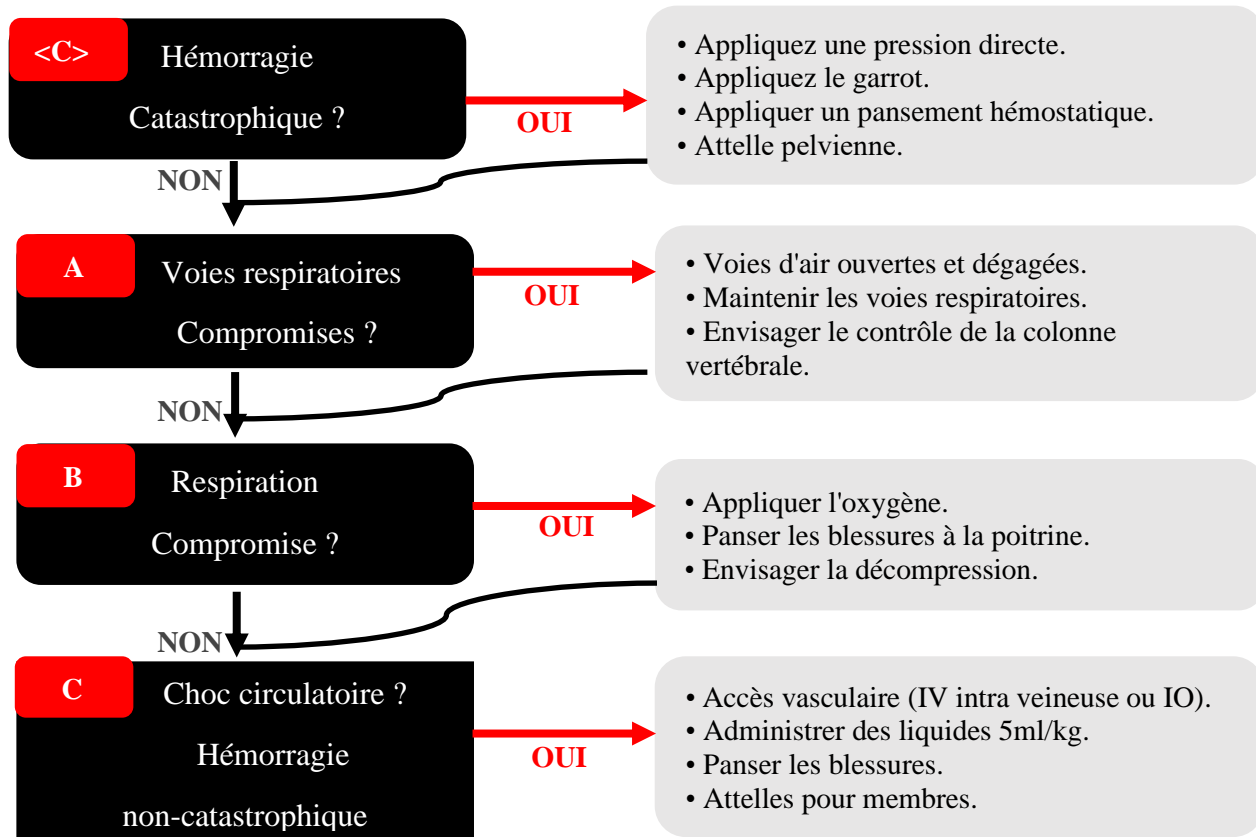 <C>
Hémorragie
Catastrophique ?
OUI
• Appliquez une pression directe.
• Appliquez le garrot.
• Appliquer un pansement hémostatique.
• Attelle pelvienne.
NON
A
Voies respiratoires
Compromises ?
OUI
• Voies d'air ouvertes et dégagées.
• Maintenir les voies respiratoires.
• Envisager le contrôle de la colonne
vertébrale.
NON
B
Respiration
Compromise ?
OUI
• Appliquer l'oxygène.
• Panser les blessures à la poitrine.
• Envisager la décompression.
NON
C
Choc circulatoire ?
Hémorragie
non-catastrophique
OUI
• Accès vasculaire (IV intra veineuse ou IO).
• Administrer des liquides 5ml/kg.
• Panser les blessures.
• Attelles pour membres.